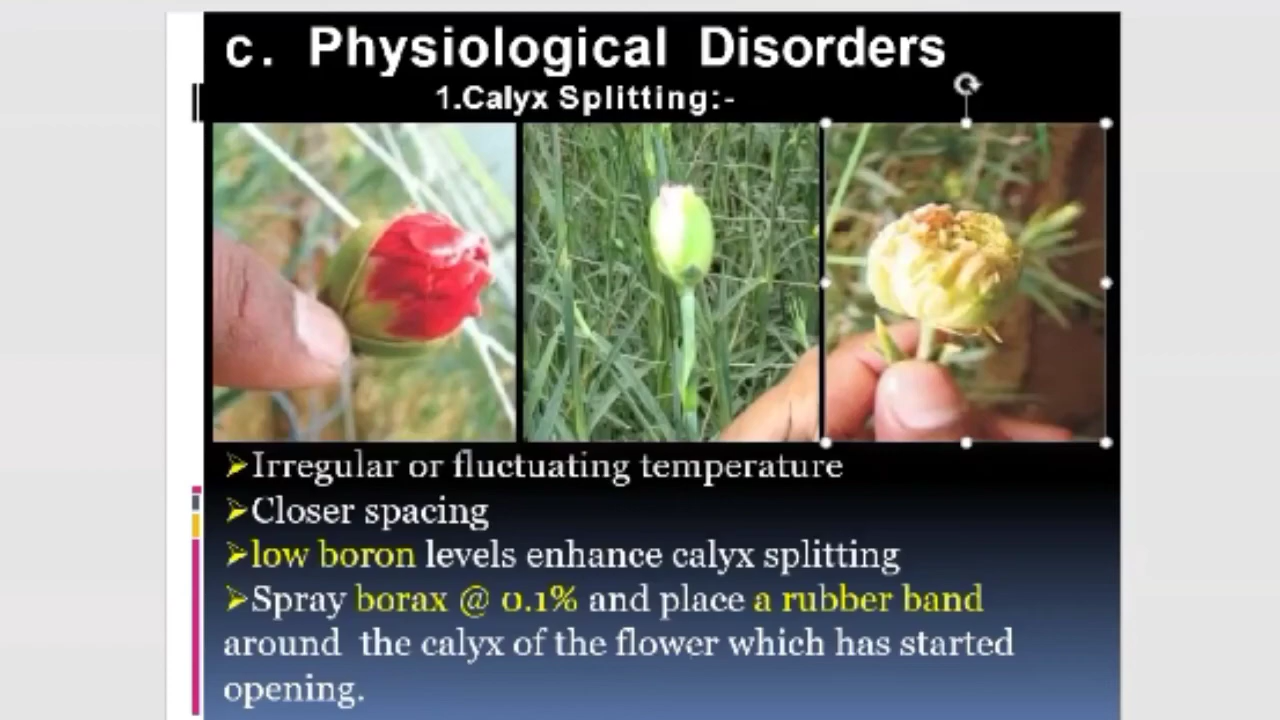 c. Physiological Disorders
1.Calyx Splitting:-
➢Irregular or fluctuating temperature
➢Closer spacing
➢low boron levels enhance calyx splitting
➢Spray borax @ 0.1% and place a rubber band
around the calyx of the flower which has started
opening.